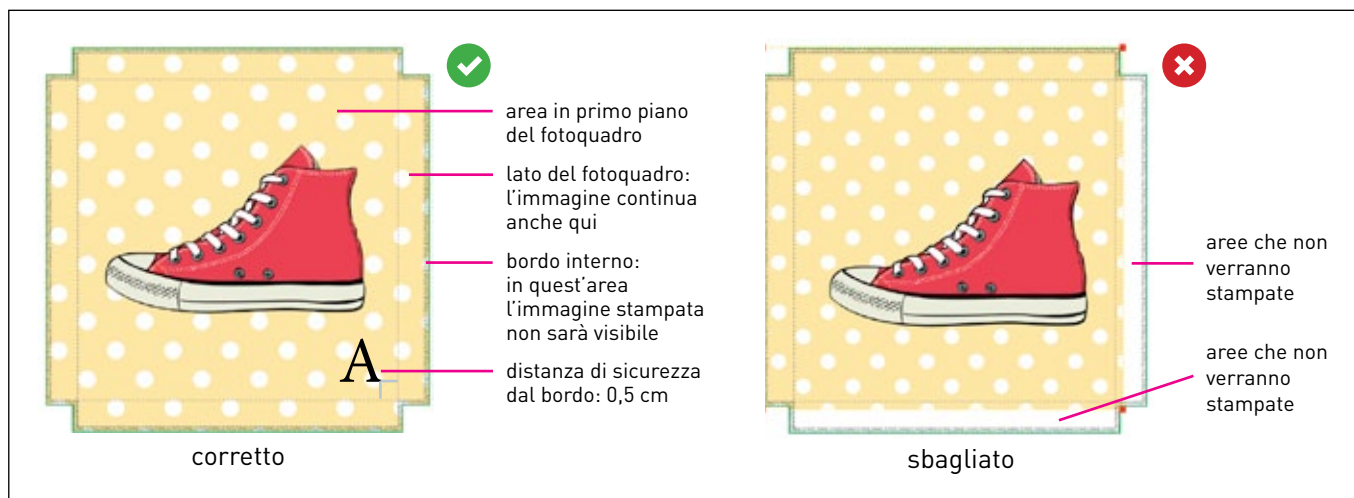 area in primo piano
del fotoquadro
lato del fotoquadro:
l’immagine continua
anche qui
bordo interno:
in quest’area
l’immagine stampata
non sarà visibile
A
distanza di sicurezza
dal bordo: 0,5 cm
corretto
aree che non
verranno
stampate
aree che non
verranno
stampate
sbagliato